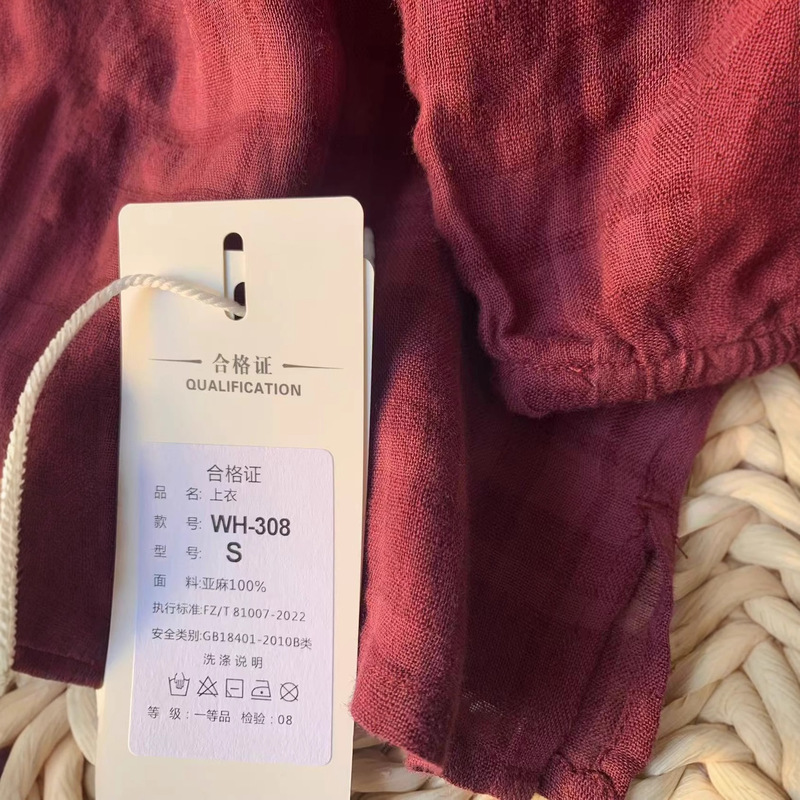 合格证
QUALIFICATION
合格证
品 名: 上衣
款 号: WH-308
型 号: S
面 料:亚麻100%
执行标准:FZ/T 81007-2022
安全类别:GB18401-2010B类
洗涤说明
等 级:一等品 检验:08